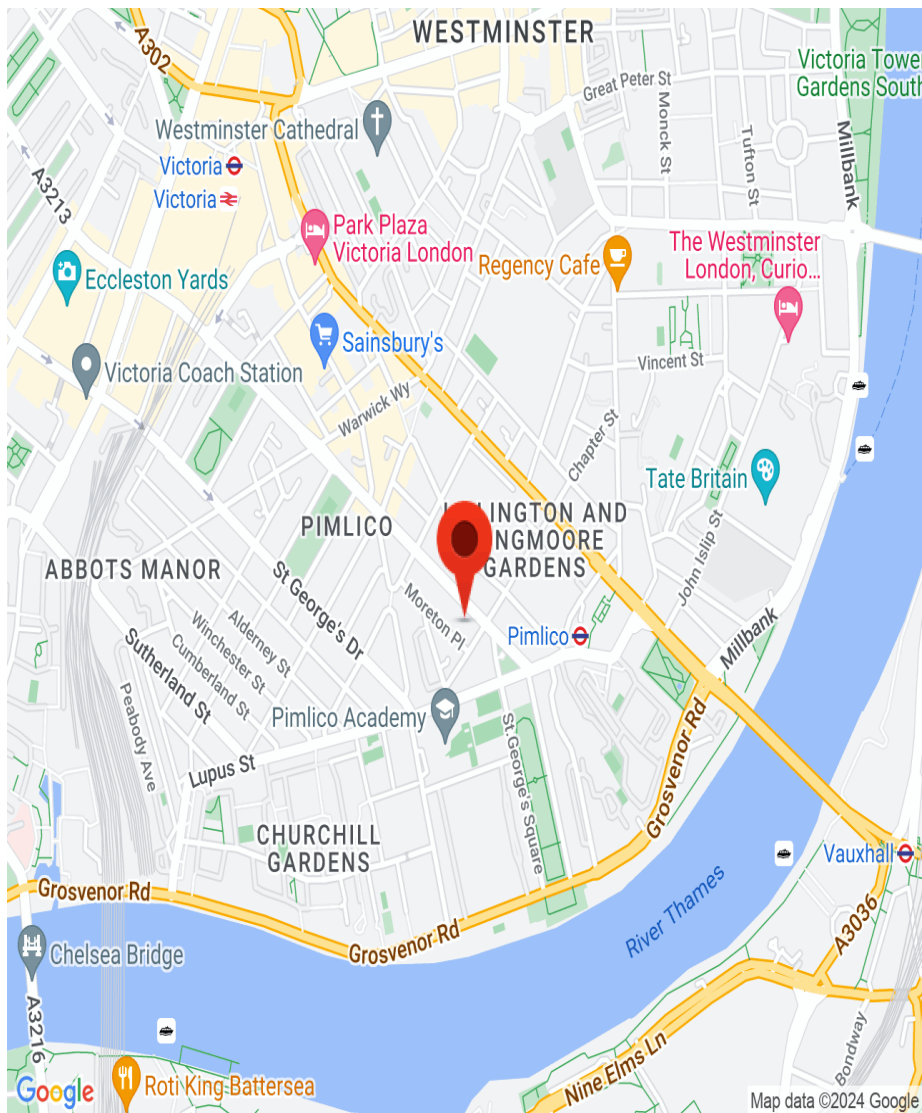 WESTMINSTER
A302
Victoria Tower
Gardens South
Great Peter St
Monck St
Tufton St
Millbank
Westminster Cathedral
Victoria
Victoria
A3213
Park Plaza
Victoria London
The Westminster
London, Curio...
Regency Cafe
Eccleston Yards
Sainsbury's
Vincent St
Victoria Coach Station
Warwick Wy
Chapter St
Tate Britain
PIMLICO
GARDENS
INGTON AND
NGMOORE
John Islip St
ABBOTS MANOR
St George's Dr
Moreton Pl
Pimlico
Millbank
Alderney St
Winchester St
Cumberland St
Sutherland St
Peabody Ave
Pimlico Academy
St. George's Square
Grosvenor Rd
Lupus St
CHURCHILL
GARDENS
Vauxhall
Grosvenor Rd
Grosvenor Rd
River Thames
A3036
Chelsea Bridge
A3216
Bondway
Nine Elms Ln
Roti King Battersea
Google
Map data ©2024 Google